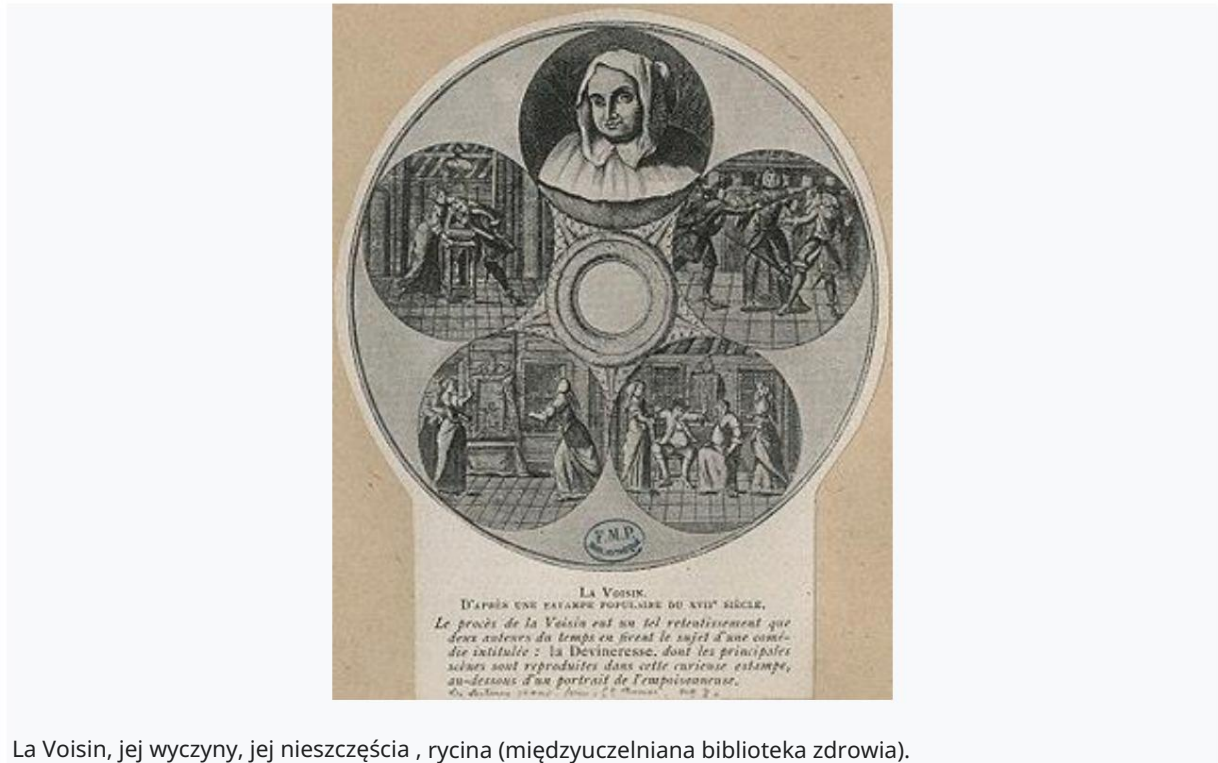 F.M.P.
LA VOISIN.
D'APRÈS UNE ESTAMPE POPULAIRE DU XVIIe SIÈCLE.
Le procès de la Voisin eut un tel retentissement que
deux auteurs du temps en firent le sujet d'une comé-
die intitulée : la Devineresse, dont les principales
scènes sont reproduites dans cette curieuse estampe,
au-dessous d'un portrait de l'empoisonneuse.
La Voisin, jej wyczyny, jej nieszczęścia , rycina (międzyuczelniana biblioteka zdrowia).